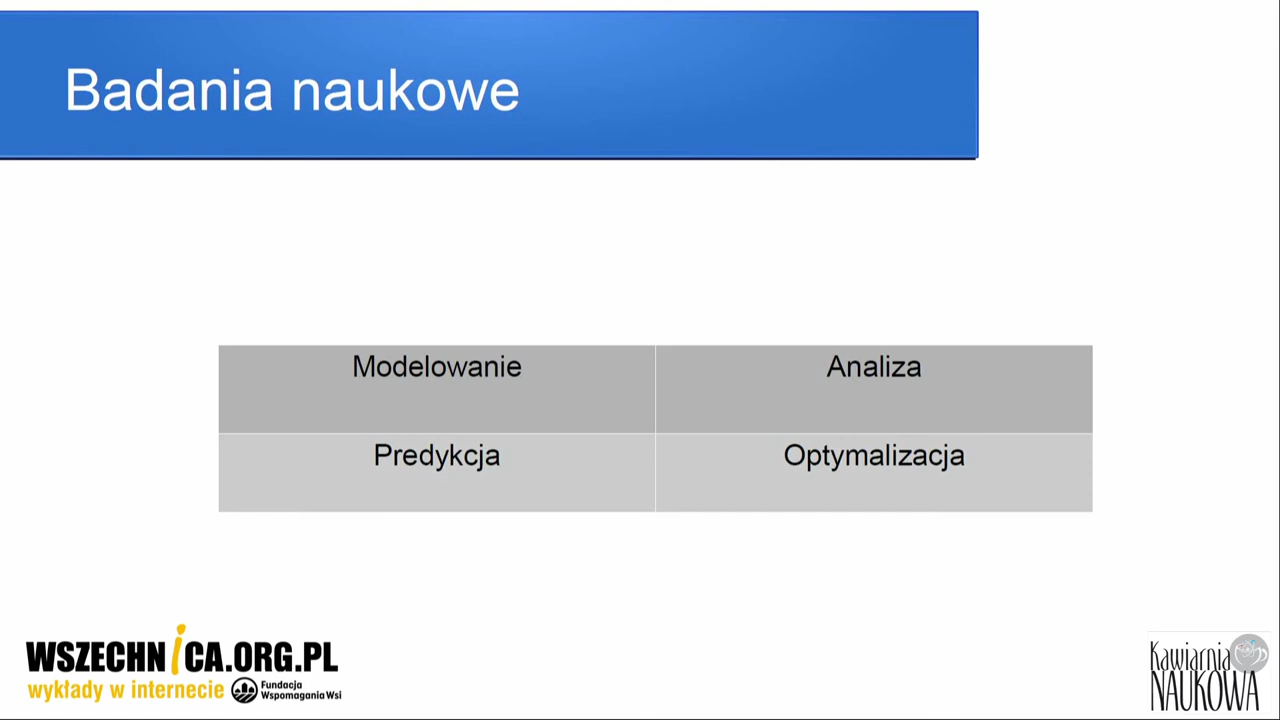 Badania naukowe
Modelowanie Analiza
Predykcja Optymalizacja
WSZECHNiCA.ORG.PL
wykłady w internecie
Fundacja
Wspomagania Wsi
Kawiarnia
NAUKOWA